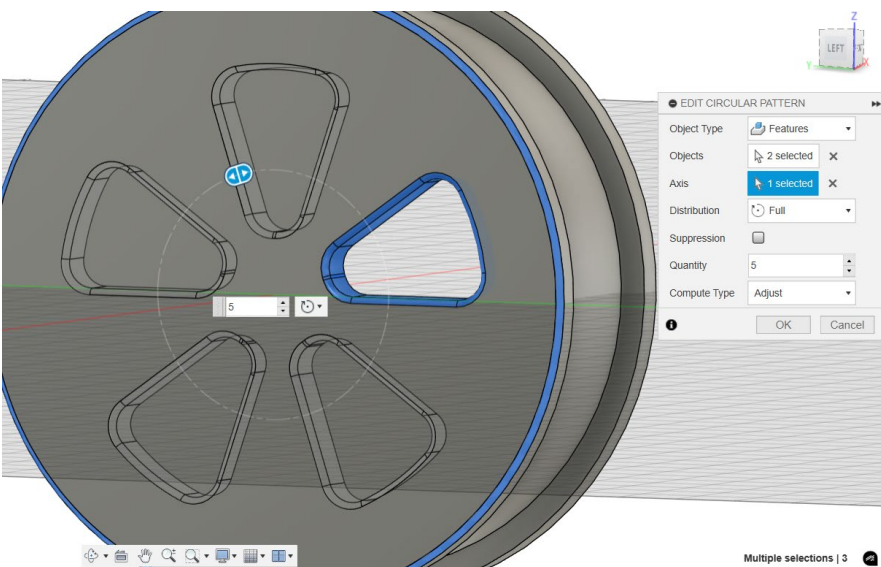 Z
LEFT
Y
X
EDIT CIRCULAR PATTERN
Object Type Features
Objects 2 selected
Axis 1 selected
Distribution Full
Suppression
Quantity 5
5
Compute Type Adjust
OK Cancel
Multiple selections | 3